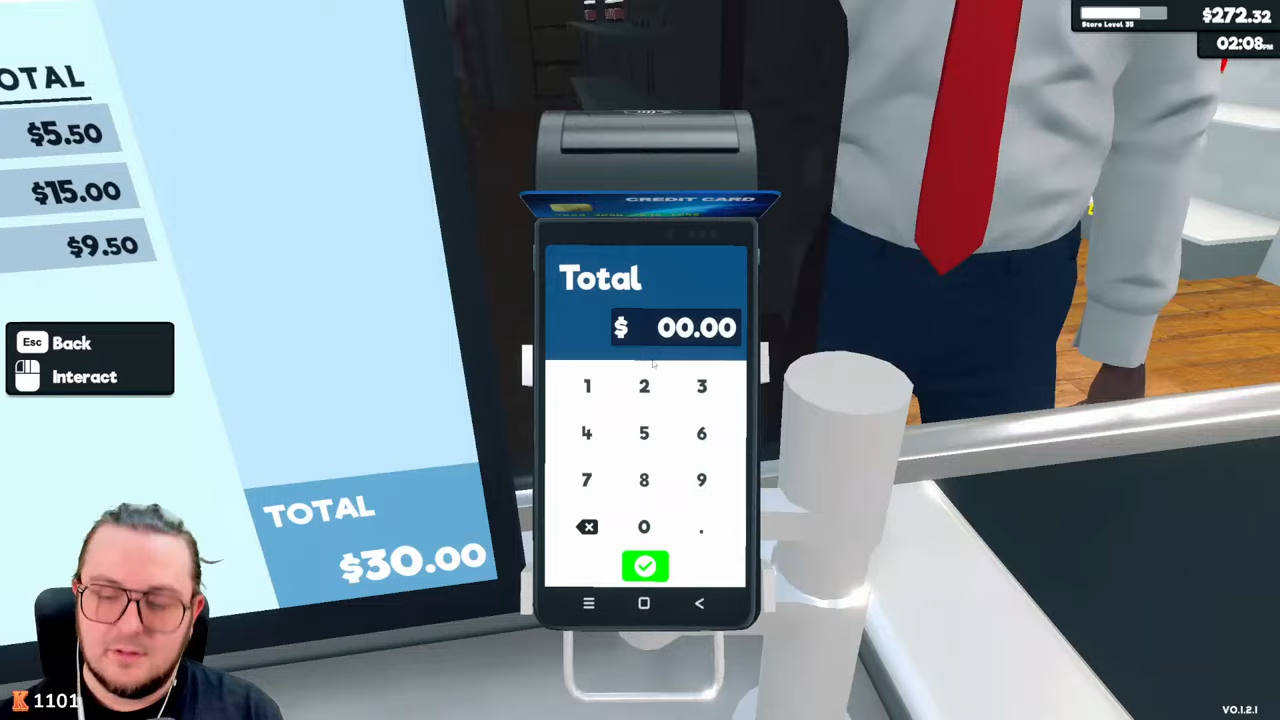 $272.32
Store Level 35
02:08PM
OTAL
$5.50
$15.00
$9.50
CREDIT CARD
Total
$ 00.00
Esc Back
Interact
1 2 3
4 5 6
7 8 9
0 .
TOTAL
$30.00
K 1101
V0.1.2.1